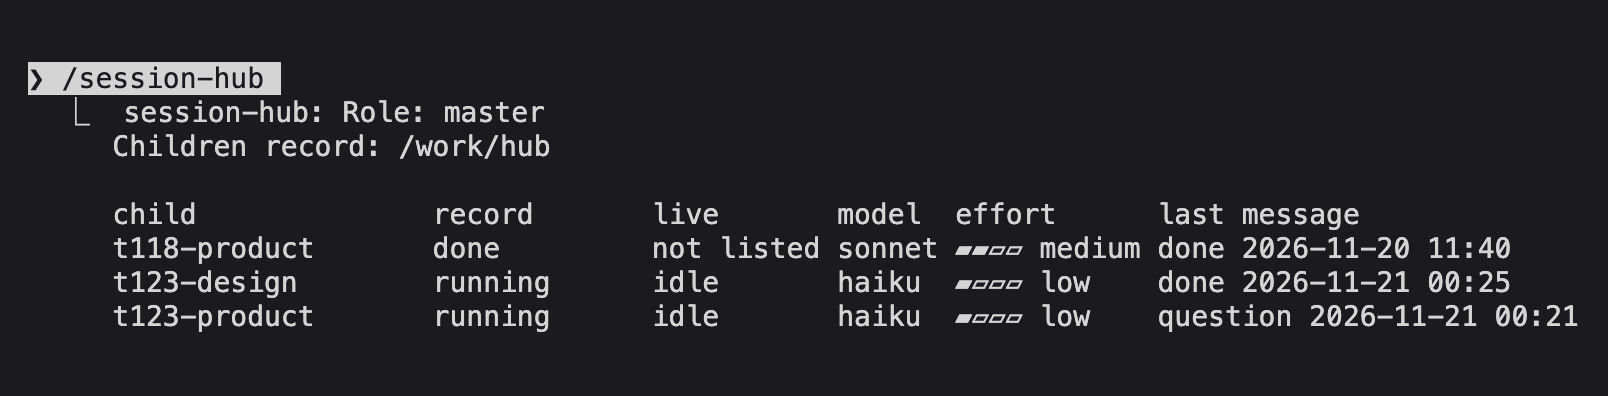 ❯ /session-hub
⎿ session-hub: Role: master
Children record: /work/hub
child record live model effort last message
t118-product done not listed sonnet ▰▰▱▱ medium done 2026-11-20 11:40
t123-design running idle haiku ▰▱▱▱ low done 2026-11-21 00:25
t123-product running idle haiku ▰▱▱▱ low question 2026-11-21 00:21